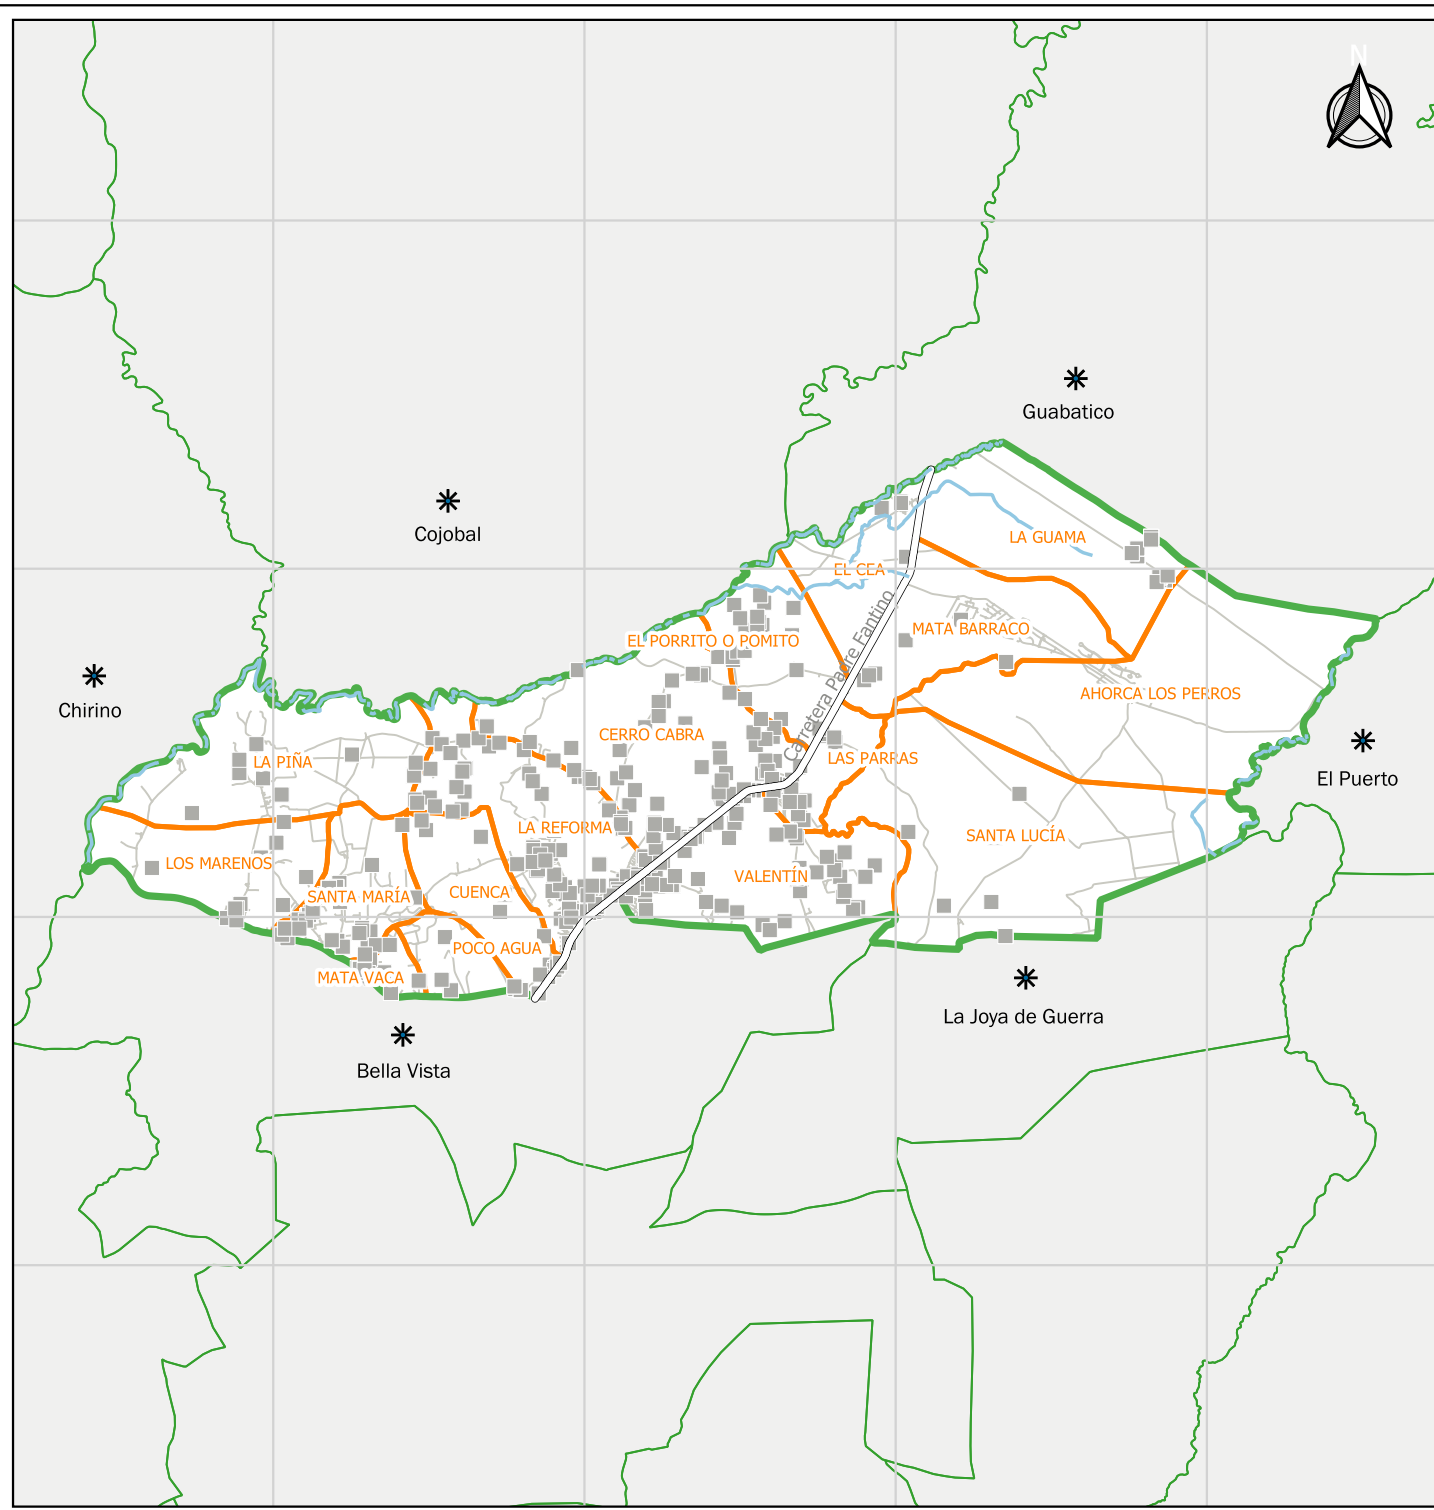 N
Guabatico
Cojobal
LA GUAMA
EL CEA
Carretera Padre Fantino
MATA BARRACO
EL PORRITO O POMITO
Chirino
AHORCA LOS PERROS
CERRO CABRA
LA PIÑA
LAS PARRAS
El Puerto
LA REFORMA
SANTA LUCÍA
LOS MARENOS
VALENTÍN
SANTA MARÍA
CUENCA
POCO AGUA
MATA VACA
La Joya de Guerra
Bella Vista